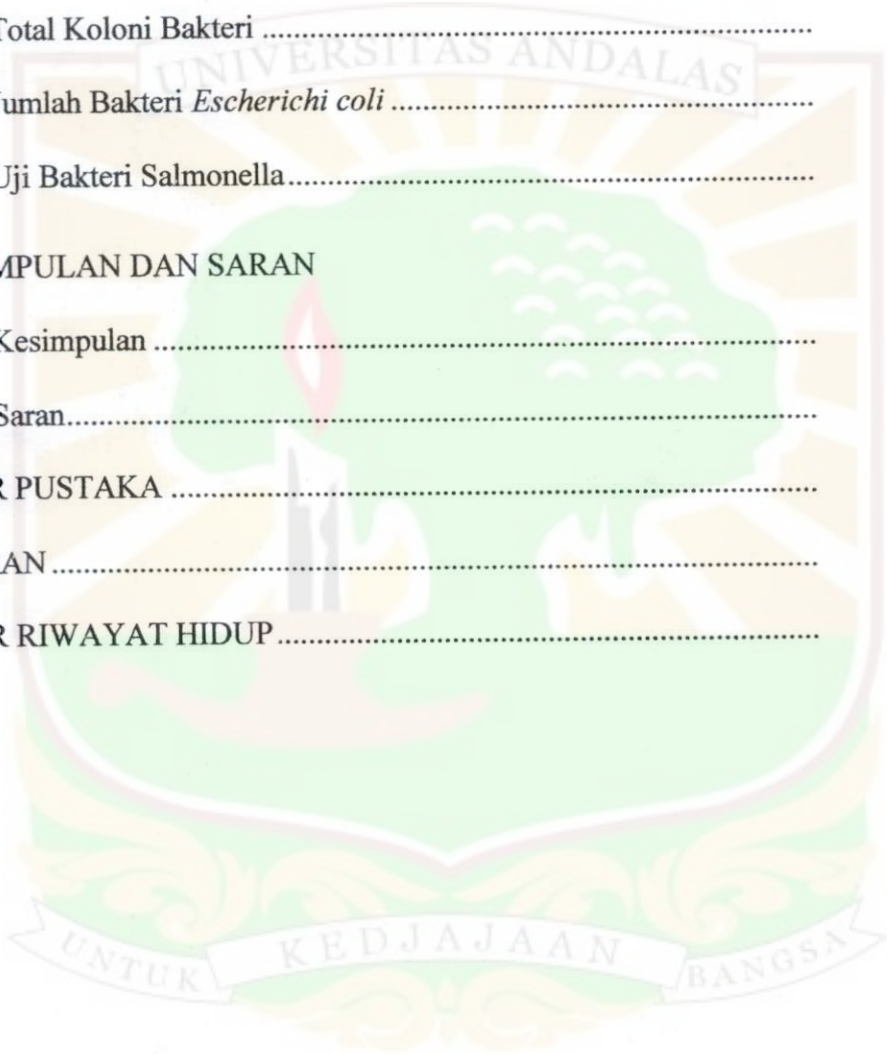 Total Koloni Bakteri ................................................................
UNIVERSITAS ANDALAS
Jumlah Bakteri Escherichi coli ................................................................
Uji Bakteri Salmonella................................................................
MPULAN DAN SARAN
Kesimpulan ................................................................
Saran................................................................
R PUSTAKA ................................................................
AN ................................................................
R RIWAYAT HIDUP................................................................
UNTUK KEDJAJAAN BANGSA